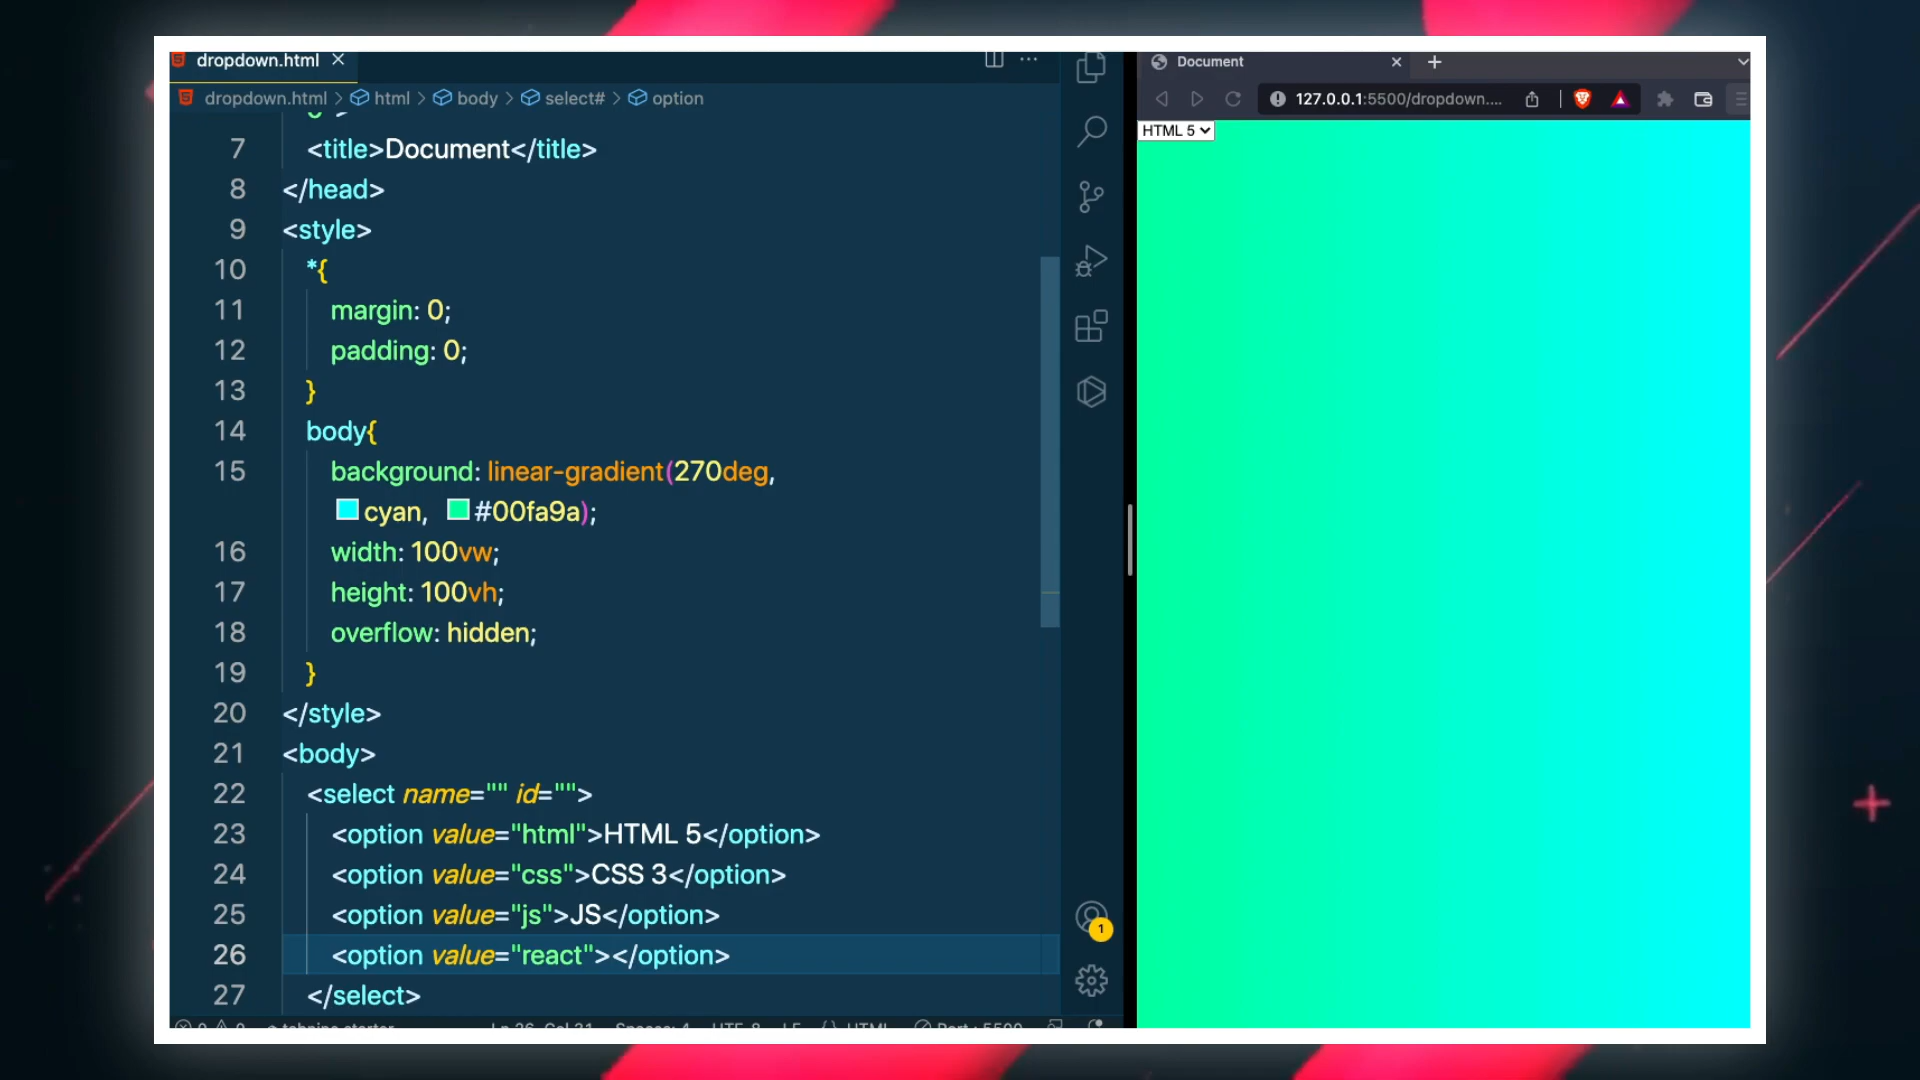 dropdown.html
dropdown.html > html > body > select# > option
7 <title>Document</title>
8 </head>
9 <style>
10 *{
11 margin: 0;
12 padding: 0;
13 }
14 body{
15 background: linear-gradient(270deg,
cyan, #00fa9a);
16 width: 100vw;
17 height: 100vh;
18 overflow: hidden;
19 }
20 </style>
21 <body>
22 <select name="" id="">
23 <option value="html">HTML 5</option>
24 <option value="css">CSS 3</option>
25 <option value="js">JS</option>
26 <option value="react"></option>
27 </select>
1
Document
127.0.0.1:5500/dropdown....
HTML 5